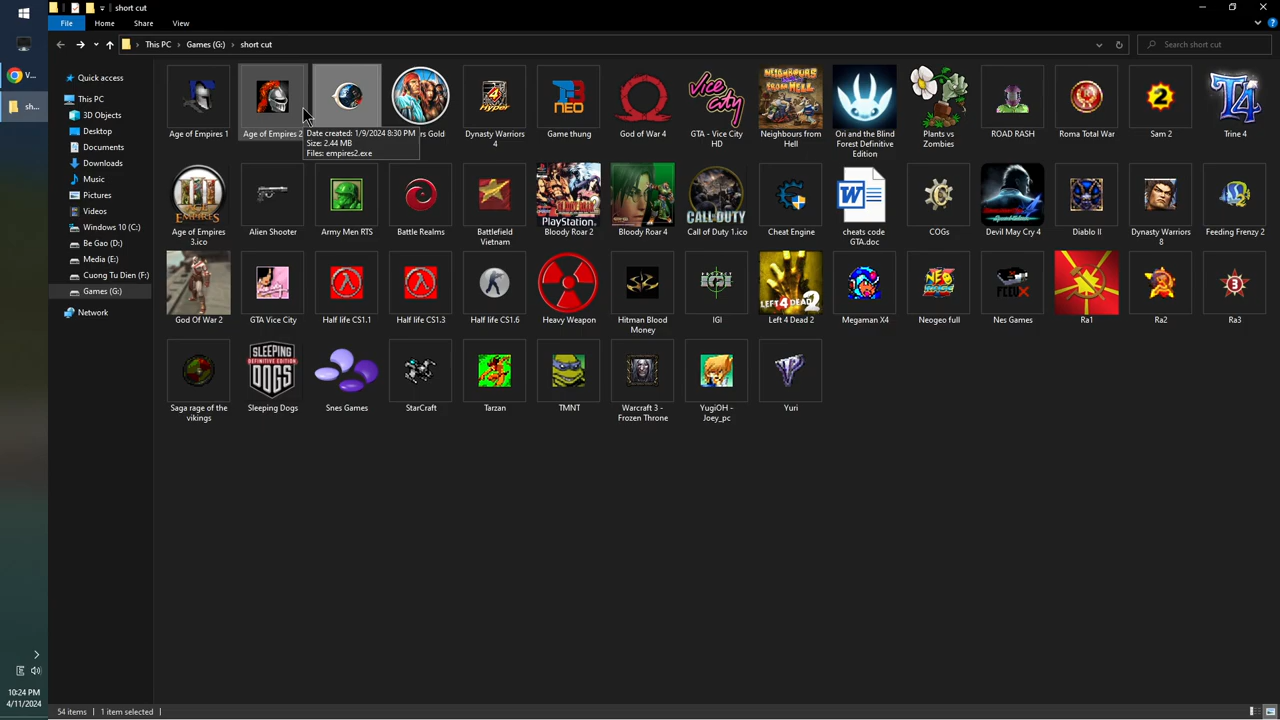 short cut
File
Home
Share
View
This PC
Games (G:)
short cut
Search short cut
V...
sh...
Quick access
This PC
3D Objects
Desktop
Documents
Downloads
Music
Pictures
Videos
Windows 10 (C:)
Be Gao (D:)
Media (E:)
Cuong Tu Dien (F:)
Games (G:)
Network
Age of Empires 1
Age of Empires 2
rs Gold
Dynasty Warriors
4
Game thung
God of War 4
GTA - Vice City
HD
Neighbours from
Hell
Ori and the Blind
Forest Definitive
Edition
Plants vs
Zombies
ROAD RASH
Roma Total War
Sam 2
Trine 4
Date created: 1/9/2024 8:30 PM
Size: 2.44 MB
Files: empires2.exe
Age of Empires
3.ico
Alien Shooter
Army Men RTS
Battle Realms
Battlefield
Vietnam
Bloody Roar 2
Bloody Roar 4
Call of Duty 1.ico
Cheat Engine
cheats code
GTA.doc
COGs
Devil May Cry 4
Diablo II
Dynasty Warriors
8
Feeding Frenzy 2
God Of War 2
GTA Vice City
Half life CS1.1
Half life CS1.3
Half life CS1.6
Heavy Weapon
Hitman Blood
Money
IGI
Left 4 Dead 2
Megaman X4
Neogeo full
Nes Games
Ra1
Ra2
Ra3
Saga rage of the
vikings
Sleeping Dogs
Snes Games
StarCraft
Tarzan
TMNT
Warcraft 3 -
Frozen Throne
YugiOH -
Joey_pc
Yuri
10:24 PM
4/11/2024
54 items
1 item selected